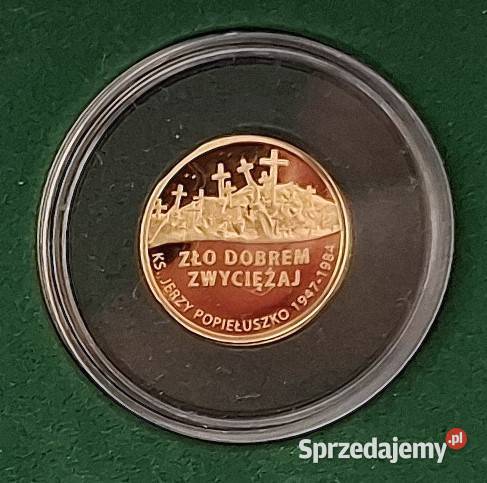 ZŁO DOBREM
ZWYCIĘŻAJ
KS. JERZY POPIEŁUSZKO 1947-1984
Sprzedajemy.pl